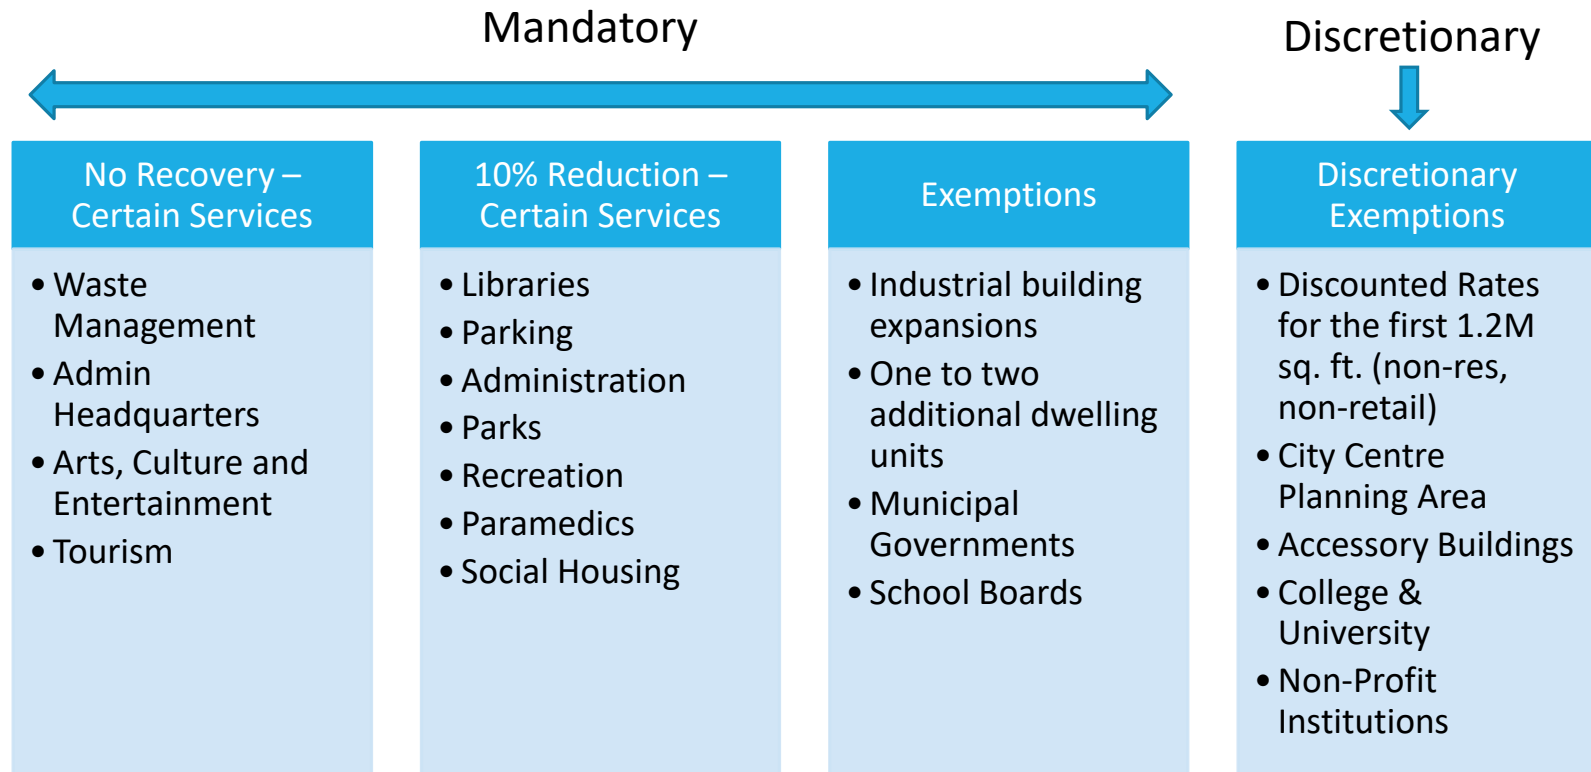 Mandatory
Discretionary
No Recovery –
Certain Services
• Waste
Management
• Admin
Headquarters
• Arts, Culture and
Entertainment
• Tourism
10% Reduction –
Certain Services
• Libraries
• Parking
• Administration
• Parks
• Recreation
• Paramedics
• Social Housing
Exemptions
• Industrial building
expansions
• One to two
additional dwelling
units
• Municipal
Governments
• School Boards
Discretionary
Exemptions
• Discounted Rates
for the first 1.2M
sq. ft. (non-res,
non-retail)
• City Centre
Planning Area
• Accessory Buildings
• College &
University
• Non-Profit
Institutions